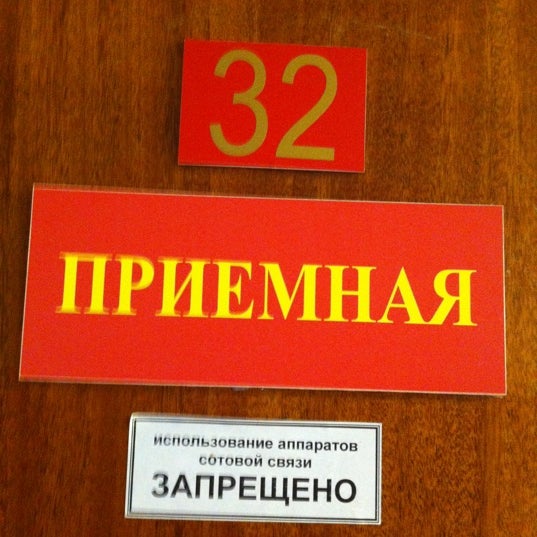 32
ПРИЕМНАЯ
использование аппаратов
сотовой связи
ЗАПРЕЩЕНО